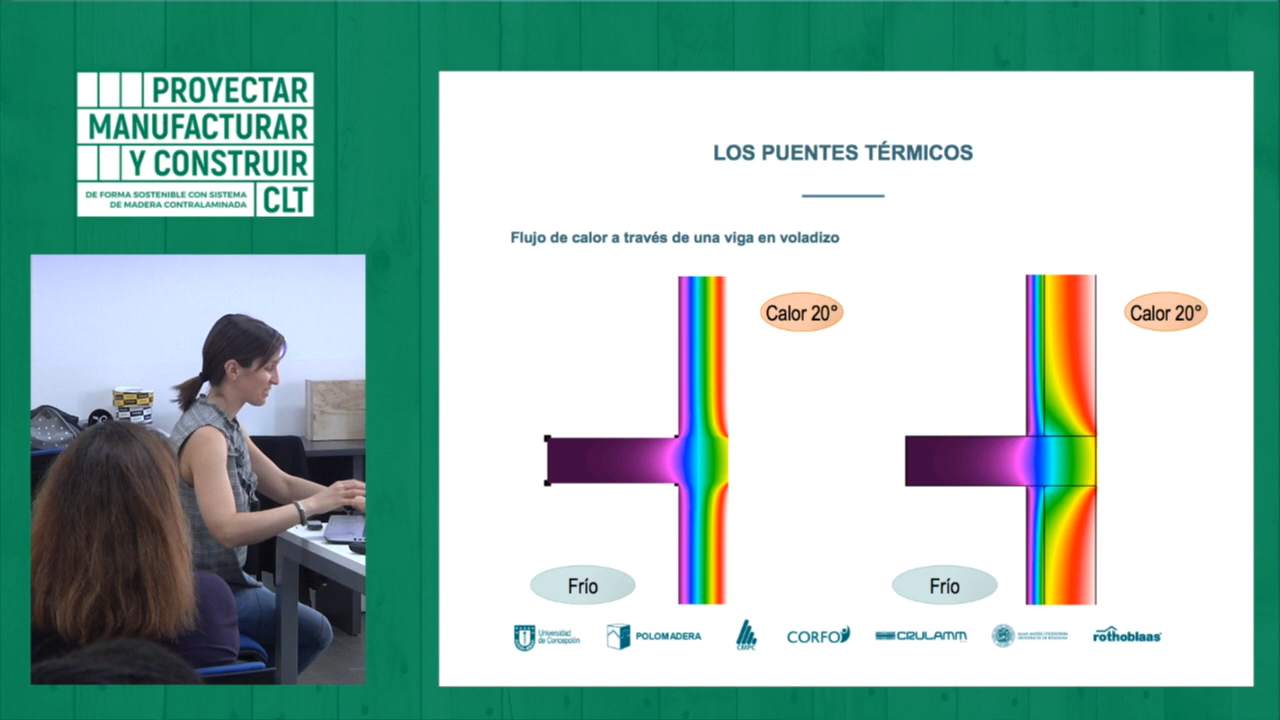 PROYECTAR
MANUFACTURAR
Y CONSTRUIR
DE FORMA SOSTENIBLE CON SISTEMA
DE MADERA CONTRALAMINADA
CLT
LOS PUENTES TÉRMICOS
Flujo de calor a través de una viga en voladizo
Calor 20°
Calor 20°
Frío
Frío
Universidad
de Concepción
POLOMADERA
CMPC
CORFO
CRULAMM
rothoblaas